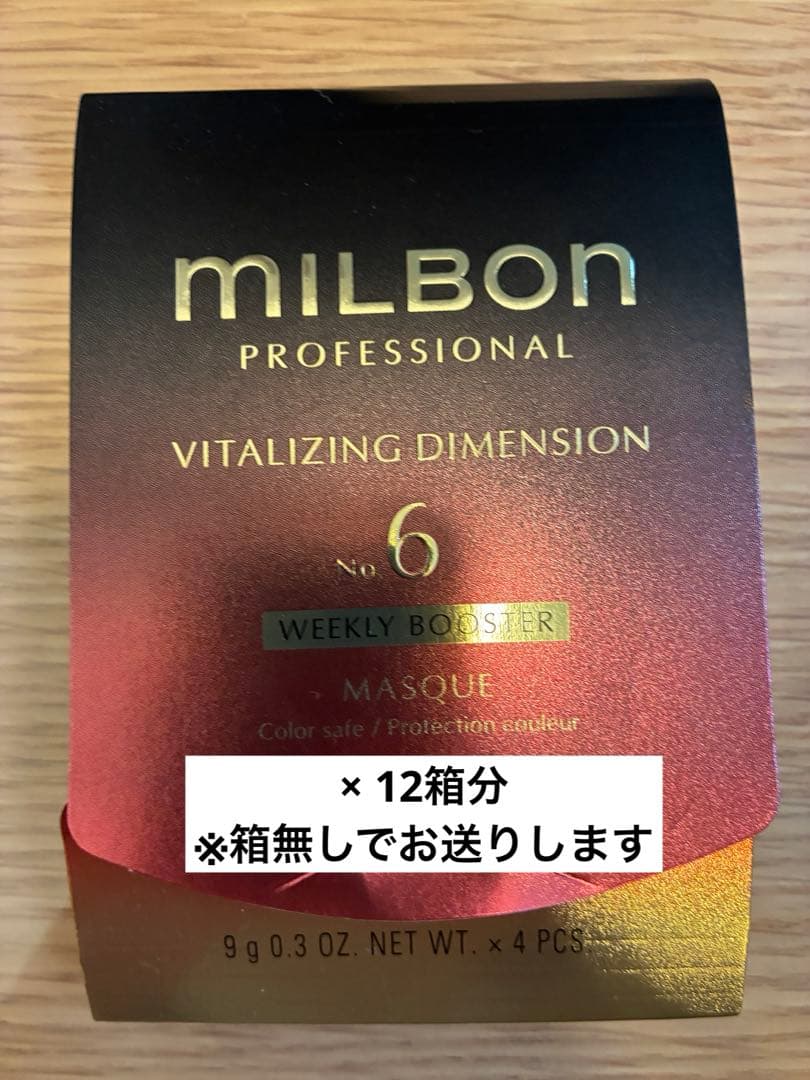 MILBON
PROFESSIONAL
VITALIZING DIMENSION
No.6
WEEKLY BOOSTER
MASQUE
Color safe / Protection couleur
× 12箱分
※箱無しでお送りします
9 g 0.3 OZ. NET WT. × 4 PCS.